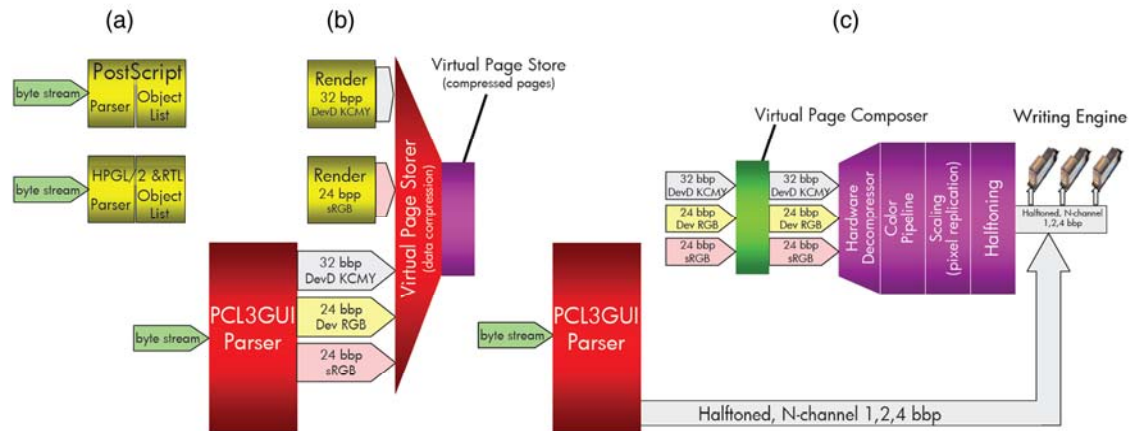 (a)
(b)
(c)
byte stream
PostScript
Parser
Object
List
byte stream
HPGL/2 &RTL
Parser
Object
List
Render
32 bpp
DevD KCMY
Render
24 bpp
sRGB
Virtual Page Storer
(data compression)
Virtual Page Store
(compressed pages)
byte stream
PCL3GUI
Parser
32 bbp
DevD KCMY
24 bbp
Dev RGB
24 bbp
sRGB
Virtual Page Composer
32 bbp
DevD KCMY
24 bbp
Dev RGB
24 bbp
sRGB
32 bbp
DevD KCMY
24 bbp
Dev RGB
24 bbp
sRGB
Hardware
Decompressor
Color
Pipeline
Scaling
(pixel replication)
Halftoning
Writing Engine
Halftoned, N-channel
1,2,4 bbp
byte stream
PCL3GUI
Parser
Halftoned, N-channel 1,2,4 bbp